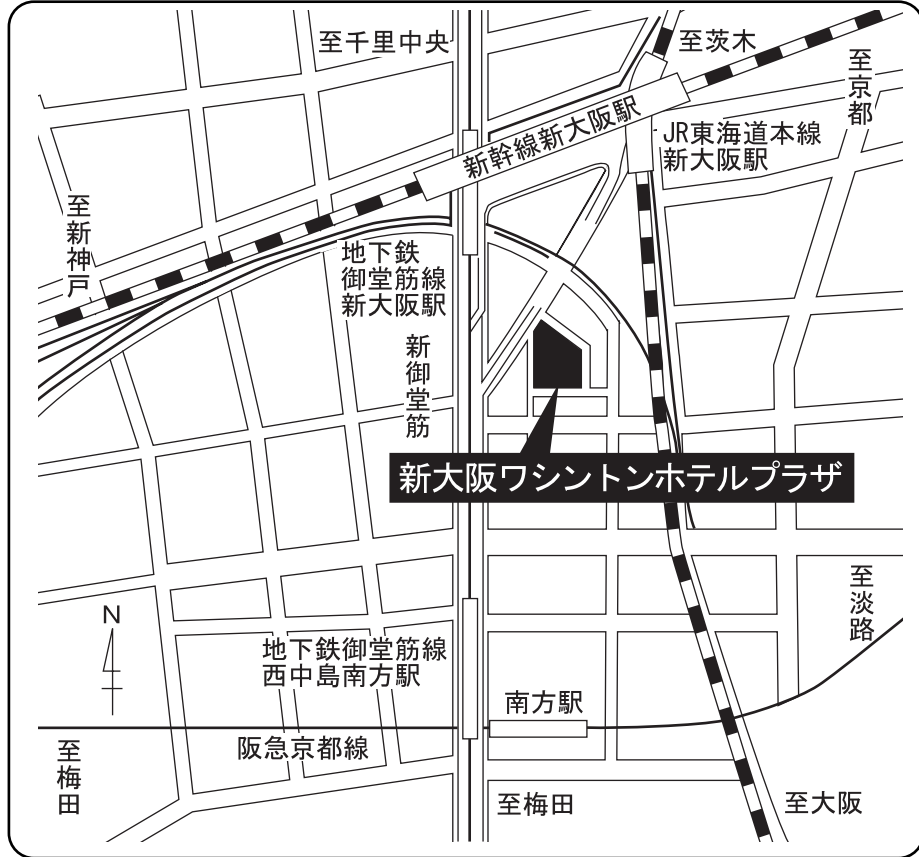 至千里中央
至茨木
至京都
新幹線新大阪駅
JR東海道本線
新大阪駅
至新神戸
地下鉄
御堂筋線
新大阪駅
新御堂筋
新大阪ワシントンホテルプラザ
至淡路
N
地下鉄御堂筋線
西中島南方駅
南方駅
阪急京都線
至梅田
至梅田
至大阪